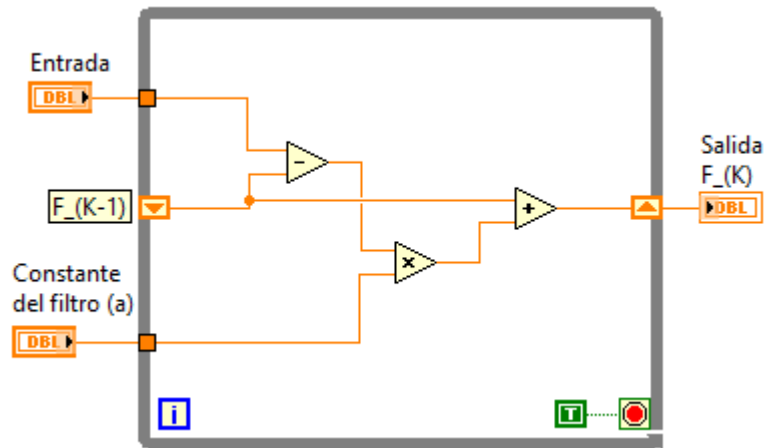 Entrada
DBL
F_(K-1)
Constante
del filtro (a)
DBL
-
x
+
Salida
F_(K)
DBL
i
T